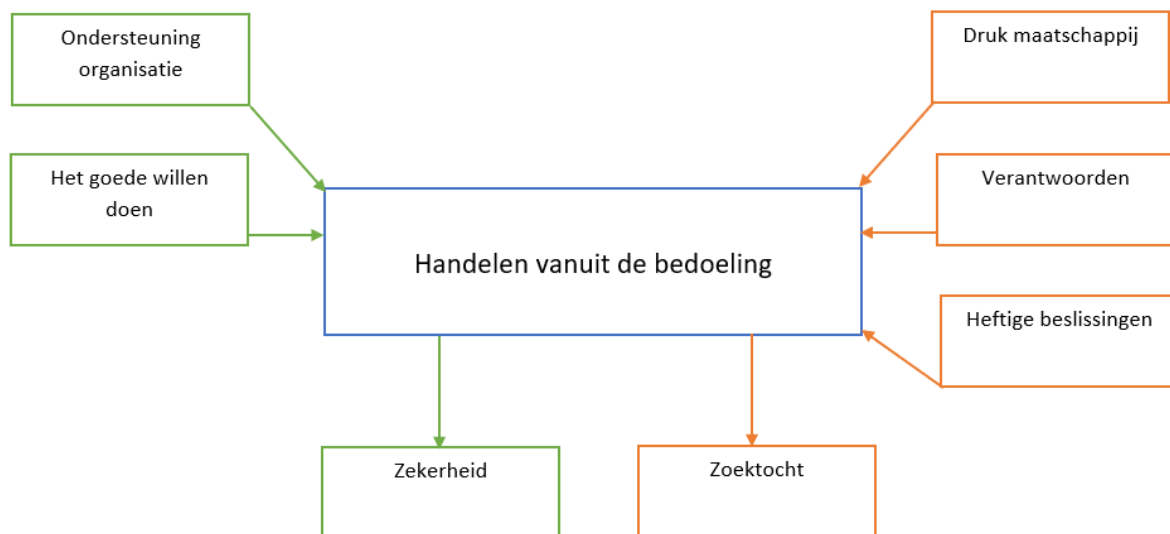 Ondersteuning
organisatie
Druk maatschappij
Het goede willen
doen
Verantwoorden
Handelen vanuit de bedoeling
Heftige beslissingen
Zekerheid
Zoektocht